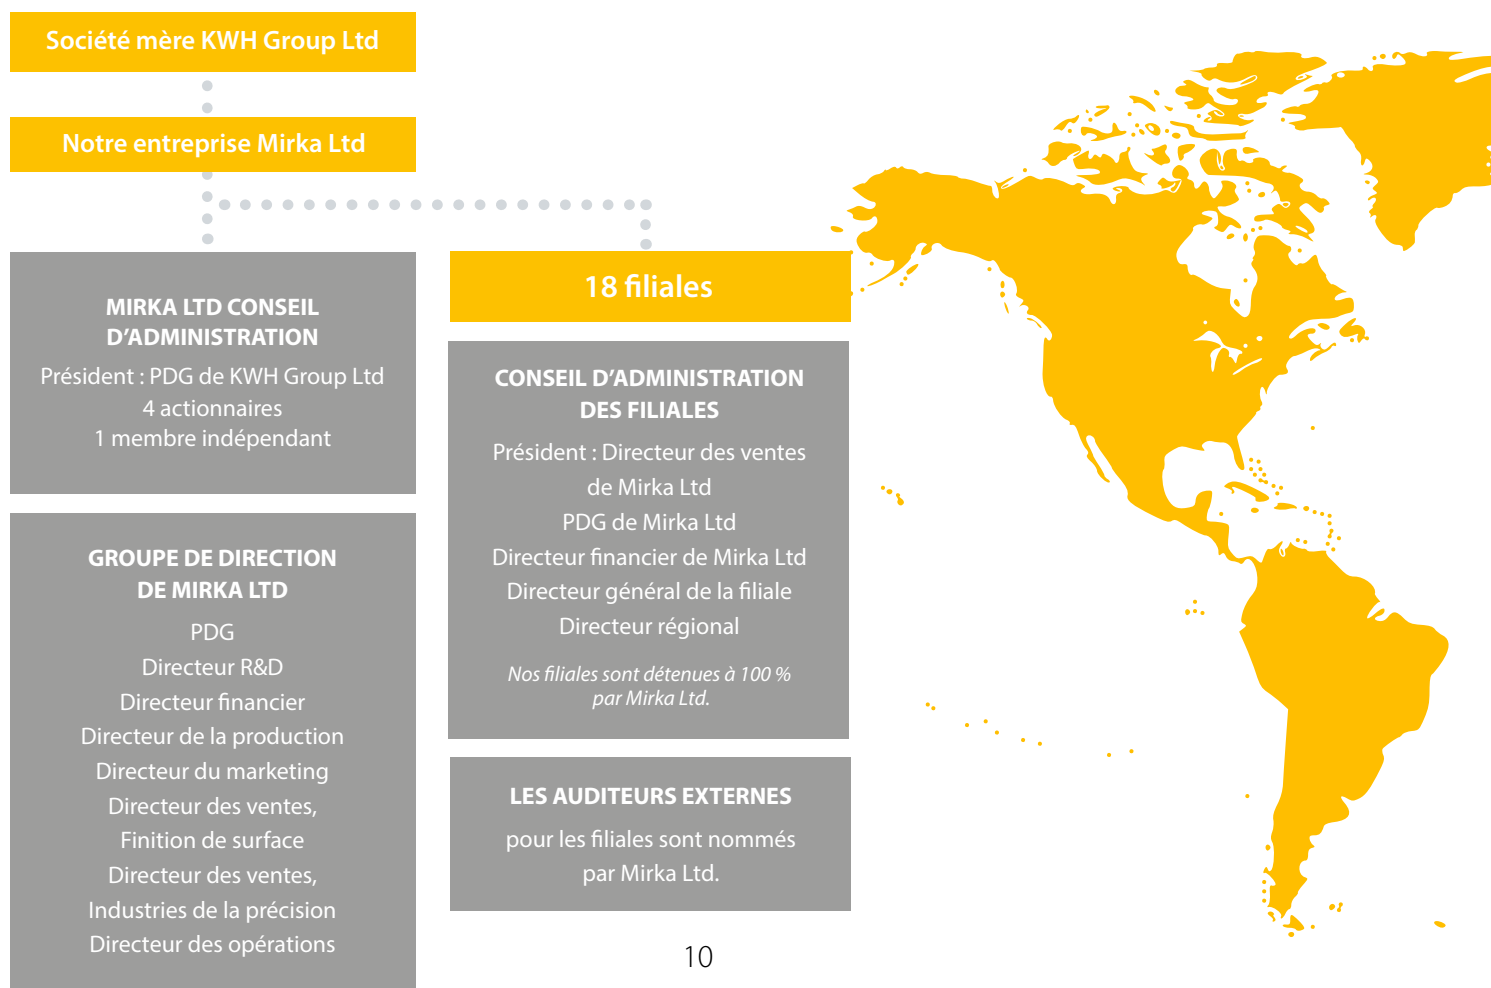 Société mère KWH Group Ltd
Notre entreprise Mirka Ltd
MIRKA LTD CONSEIL
D’ADMINISTRATION
Président : PDG de KWH Group Ltd
4 actionnaires
1 membre indépendant
GROUPE DE DIRECTION
DE MIRKA LTD
PDG
Directeur R&D
Directeur financier
Directeur de la production
Directeur du marketing
Directeur des ventes,
Finition de surface
Directeur des ventes,
Industries de la précision
Directeur des opérations
18 filiales
CONSEIL D’ADMINISTRATION
DES FILIALES
Président : Directeur des ventes
de Mirka Ltd
PDG de Mirka Ltd
Directeur financier de Mirka Ltd
Directeur général de la filiale
Directeur régional
Nos filiales sont détenues à 100 %
par Mirka Ltd.
LES AUDITEURS EXTERNES
pour les filiales sont nommés
par Mirka Ltd.
10